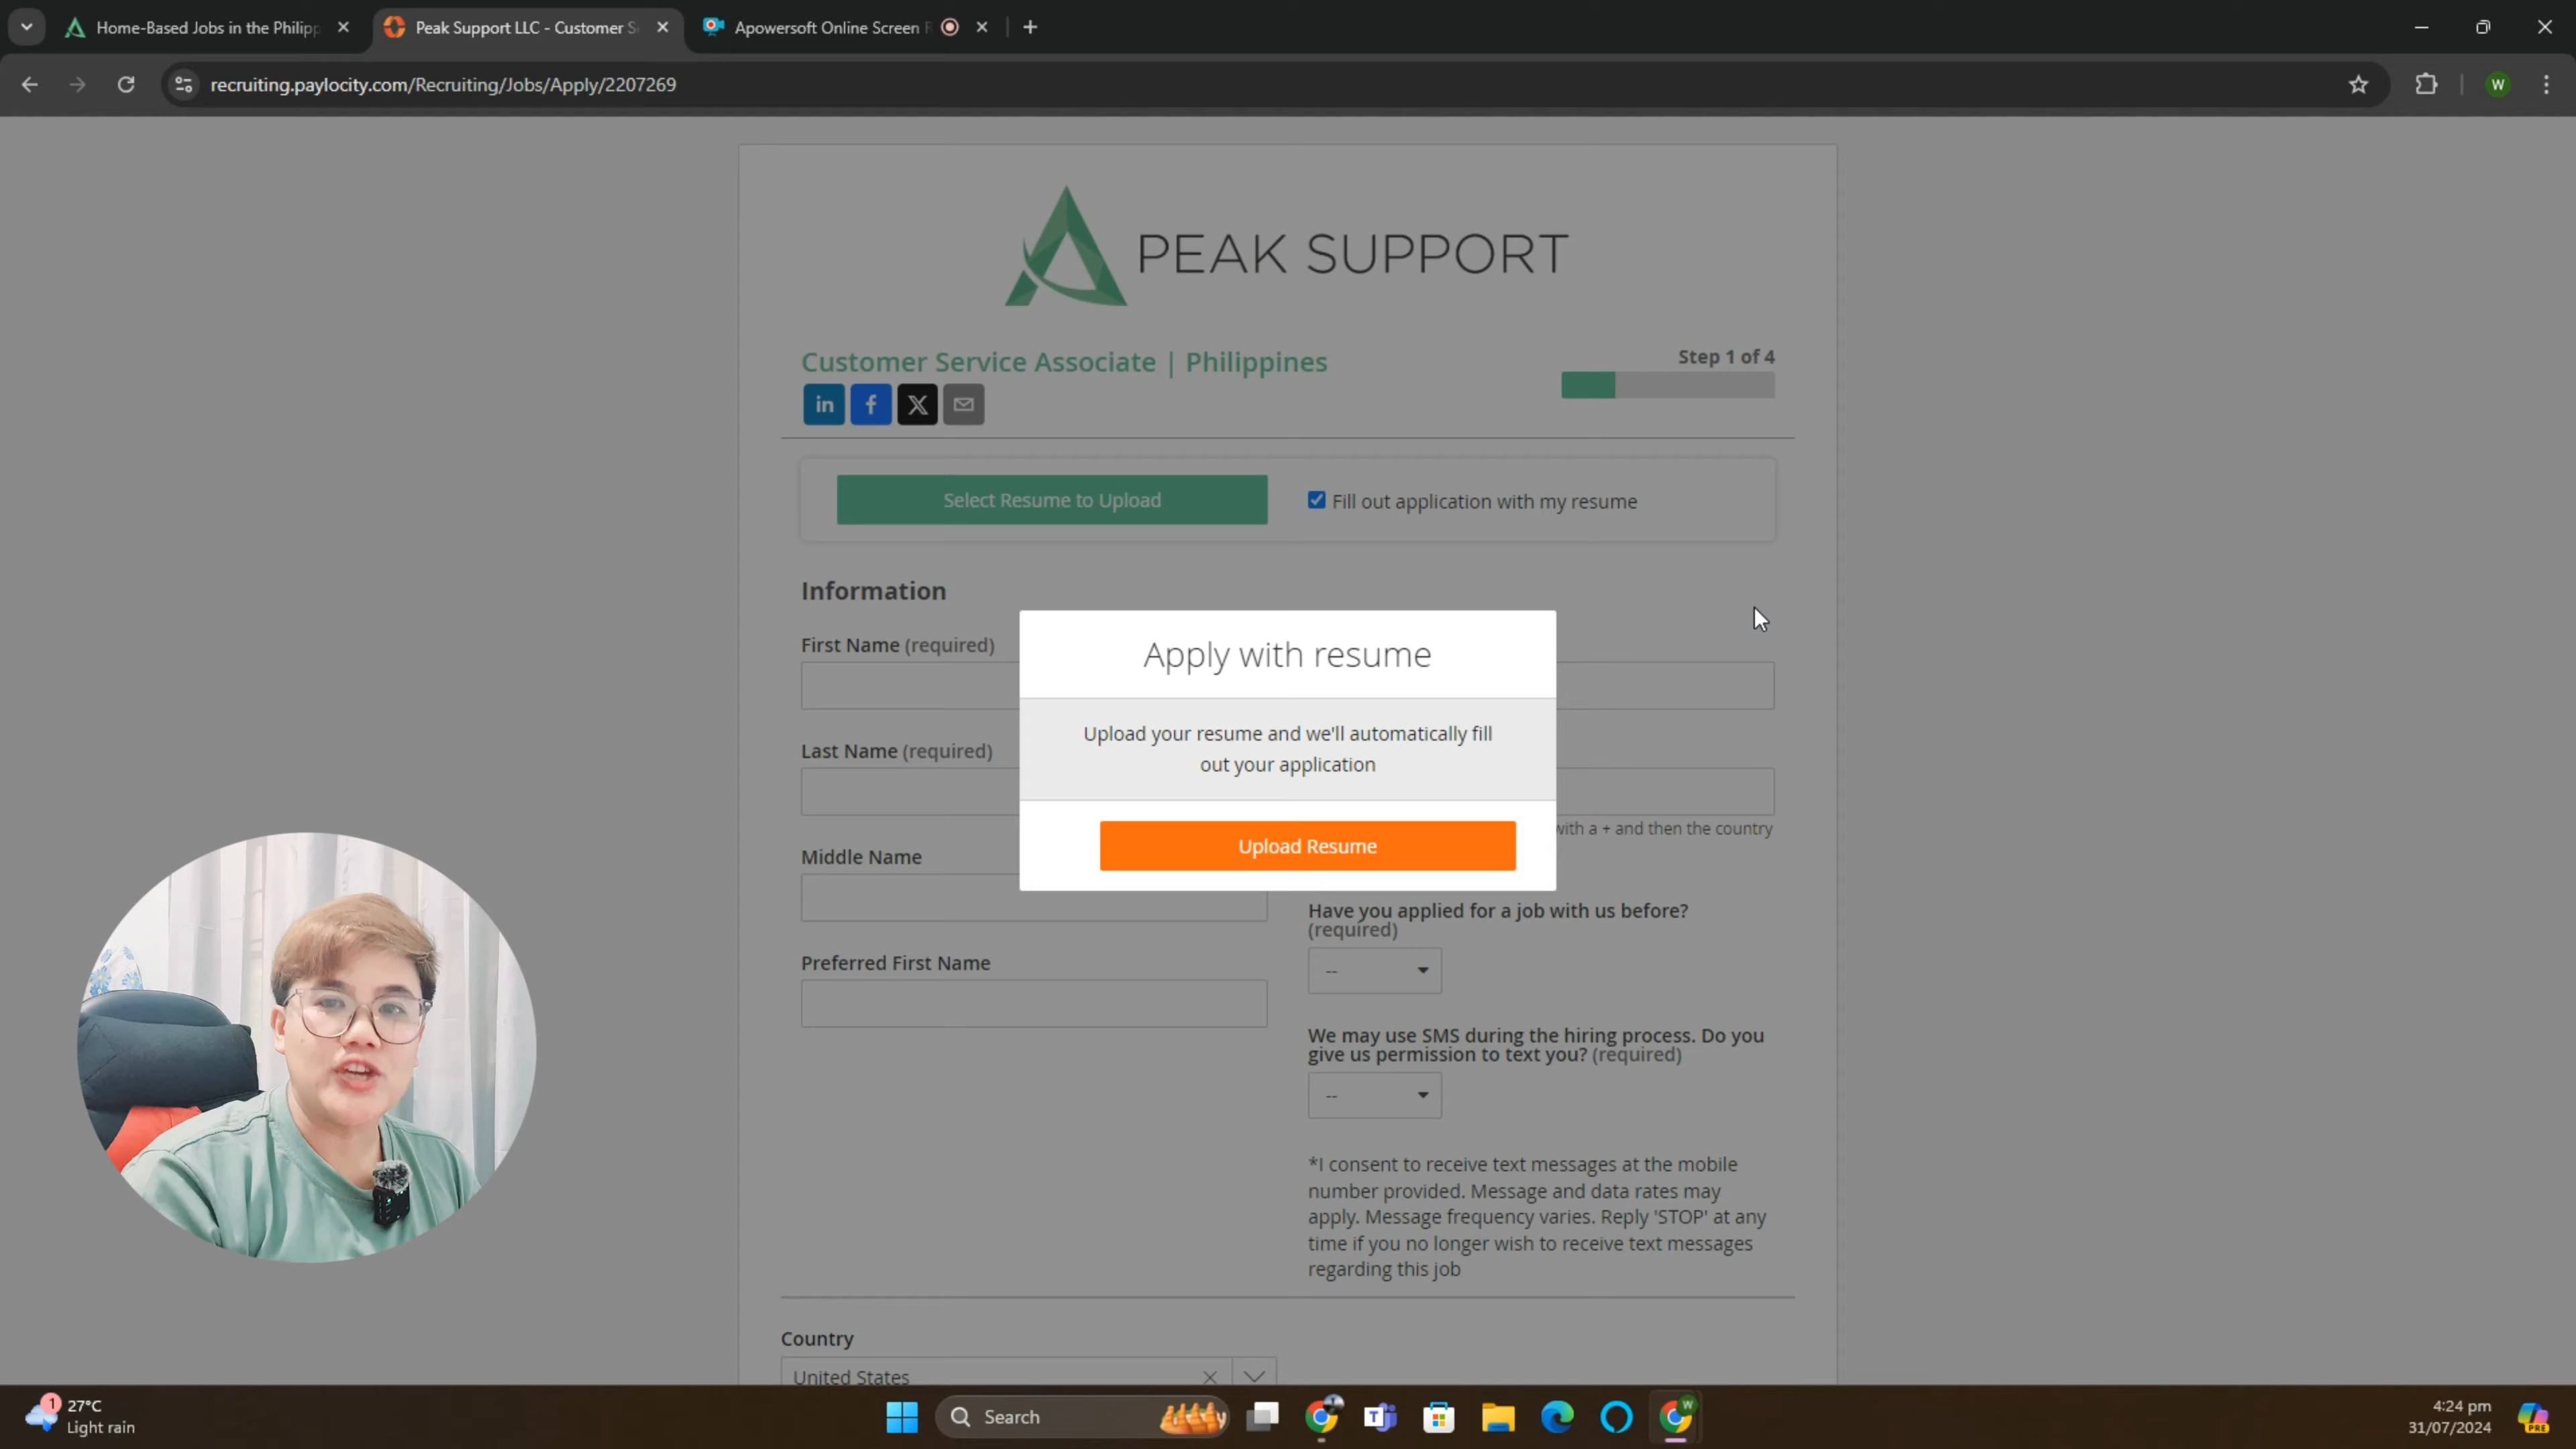 Home-Based Jobs in the Philipp
Peak Support LLC - Customer Se
Apowersoft Online Screen R
recruiting.paylocity.com/Recruiting/Jobs/Apply/2207269
W
PEAK SUPPORT
Customer Service Associate | Philippines
Step 1 of 4
in f X
Select Resume to Upload
Fill out application with my resume
Information
First Name (required)
Apply with resume
Upload your resume and we'll automatically fill
out your application
Upload Resume
Last Name (required)
with a + and then the country
Middle Name
Have you applied for a job with us before?
(required)
--
Preferred First Name
We may use SMS during the hiring process. Do you
give us permission to text you? (required)
--
*I consent to receive text messages at the mobile
number provided. Message and data rates may
apply. Message frequency varies. Reply 'STOP' at any
time if you no longer wish to receive text messages
regarding this job
Country
United States
1
27°C
Light rain
Search
T
W
4:24 pm
31/07/2024
PRE